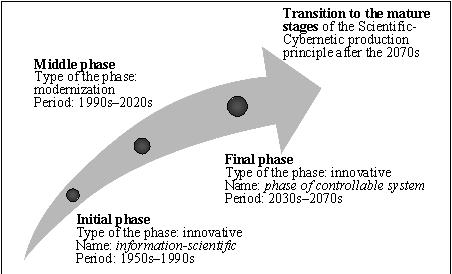 Transition to the mature
stages of the Scientific-
Cybernetic production
principle after the 2070s
Middle phase
Type of the phase:
modernization
Period: 1990s–2020s
Final phase
Type of the phase: innovative
Name: phase of controllable system
Period: 2030s–2070s
Initial phase
Type of the phase: innovative
Name: information-scientific
Period: 1950s–1990s